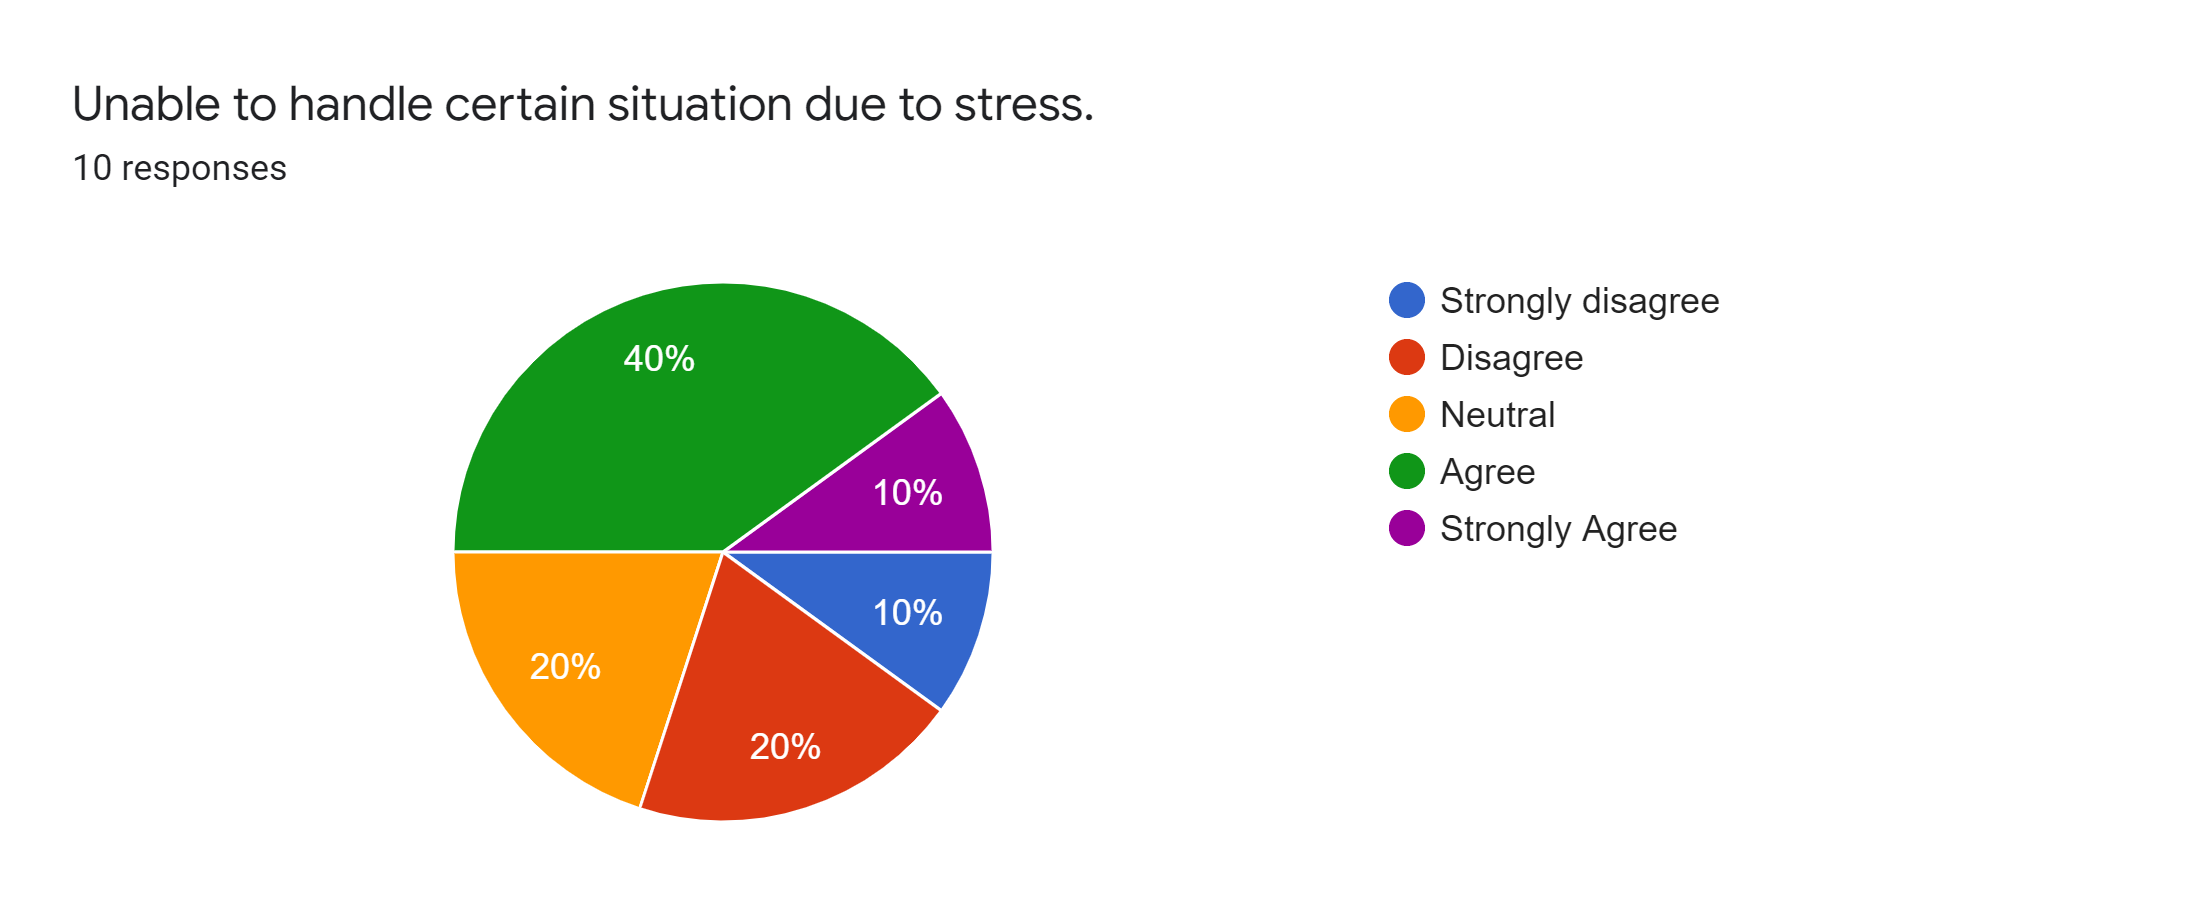 Unable to handle certain situation due to stress.
10 responses
40%
10%
10%
20%
20%
Strongly disagree
Disagree
Neutral
Agree
Strongly Agree